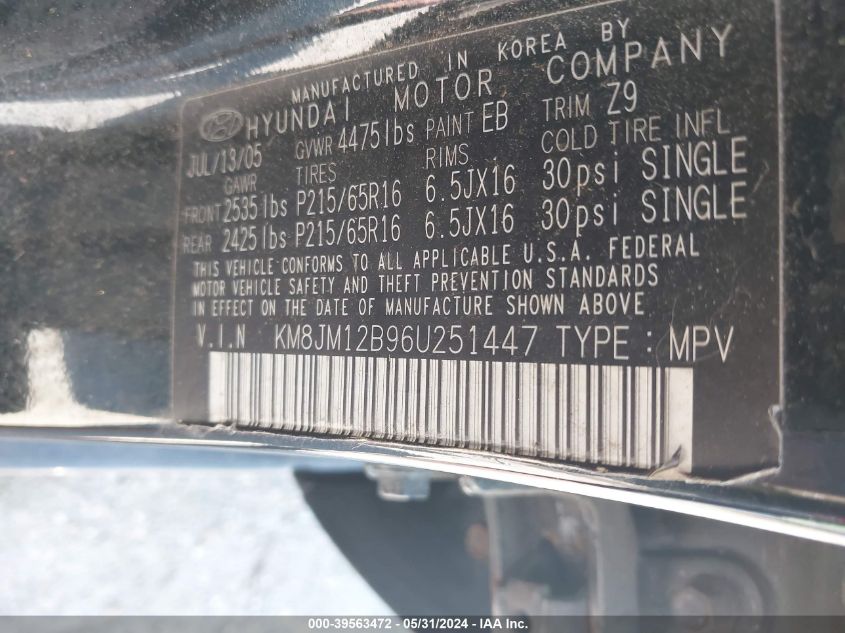 MANUFACTURED IN KOREA BY
HYUNDAI MOTOR COMPANY
JUL/13/05 GVWR 4475lbs PAINT EB TRIM Z9
GAWR TIRES RIMS COLD TIRE INFL
FRONT 2535lbs P215/65R16 6.5JX16 30psi SINGLE
REAR 2425lbs P215/65R16 6.5JX16 30psi SINGLE
THIS VEHICLE CONFORMS TO ALL APPLICABLE U.S.A. FEDERAL
MOTOR VEHICLE SAFETY AND THEFT PREVENTION STANDARDS
IN EFFECT ON THE DATE OF MANUFACTURE SHOWN ABOVE
V.I.N KM8JM12B96U251447 TYPE : MPV
000-39563472 - 05/31/2024 - IAA Inc.